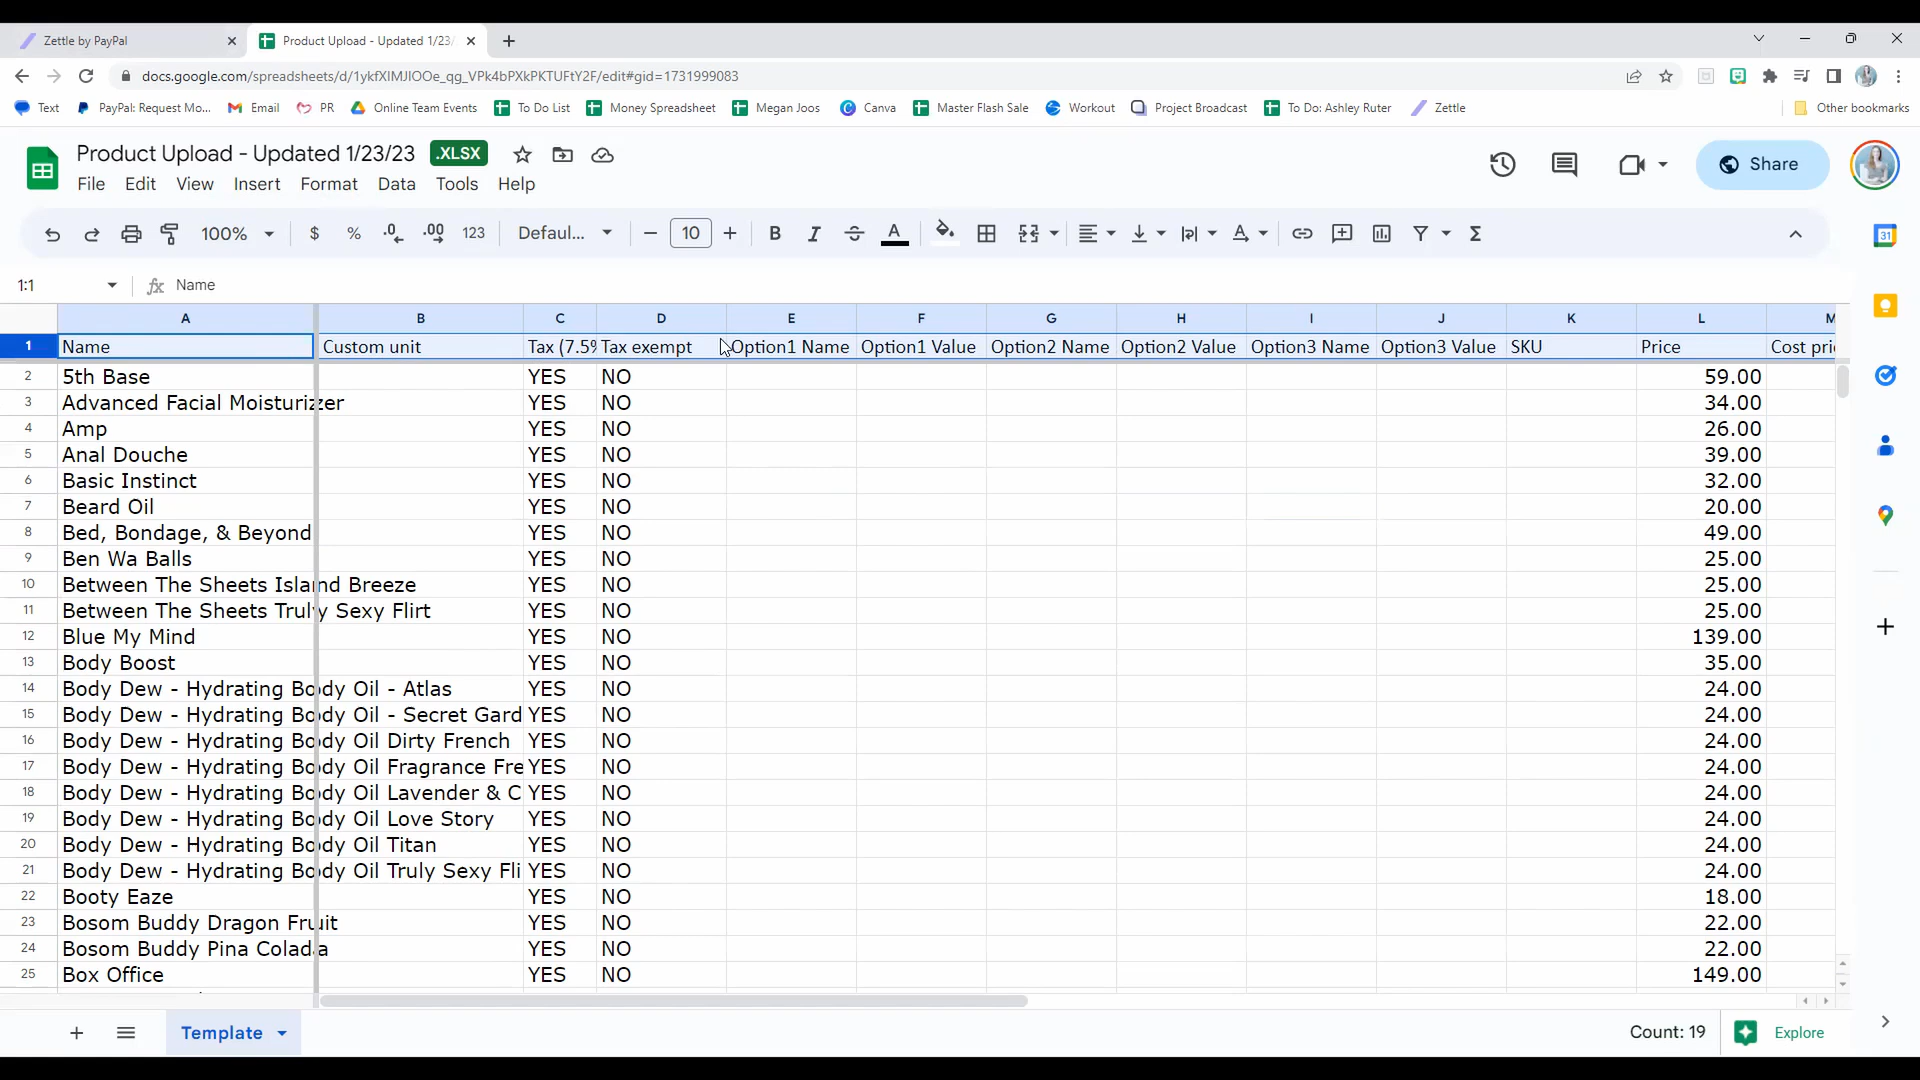 Zettle by PayPal
Product Upload - Updated 1/23/
docs.google.com/spreadsheets/d/1ykfXIMJIOOe_qg_VPk4bPXkPKTUFtY2F/edit#gid=1731999083
Text PayPal: Request Mo... Email PR Online Team Events To Do List Money Spreadsheet Megan Joos Canva Master Flash Sale Workout Project Broadcast To Do: Ashley Ruter Zettle Other bookmarks
Product Upload - Updated 1/23/23 .XLSX
File Edit View Insert Format Data Tools Help
Share
100% $ % .0 .00 123 Defaul... 10 B I A
31
1:1 fx Name
A B C D E F G H I J K L M
1 Name Custom unit Tax (7.5% Tax exempt Option1 Name Option1 Value Option2 Name Option2 Value Option3 Name Option3 Value SKU Price Cost pri
2 5th Base YES NO 59.00
3 Advanced Facial Moisturizer YES NO 34.00
4 Amp YES NO 26.00
5 Anal Douche YES NO 39.00
6 Basic Instinct YES NO 32.00
7 Beard Oil YES NO 20.00
8 Bed, Bondage, & Beyond YES NO 49.00
9 Ben Wa Balls YES NO 25.00
10 Between The Sheets Island Breeze YES NO 25.00
11 Between The Sheets Truly Sexy Flirt YES NO 25.00
12 Blue My Mind YES NO 139.00
13 Body Boost YES NO 35.00
14 Body Dew - Hydrating Body Oil - Atlas YES NO 24.00
15 Body Dew - Hydrating Body Oil - Secret Gard YES NO 24.00
16 Body Dew - Hydrating Body Oil Dirty French YES NO 24.00
17 Body Dew - Hydrating Body Oil Fragrance Fre YES NO 24.00
18 Body Dew - Hydrating Body Oil Lavender & C YES NO 24.00
19 Body Dew - Hydrating Body Oil Love Story YES NO 24.00
20 Body Dew - Hydrating Body Oil Titan YES NO 24.00
21 Body Dew - Hydrating Body Oil Truly Sexy Fli YES NO 24.00
22 Booty Eaze YES NO 18.00
23 Bosom Buddy Dragon Fruit YES NO 22.00
24 Bosom Buddy Pina Colada YES NO 22.00
25 Box Office YES NO 149.00
Template Count: 19 Explore